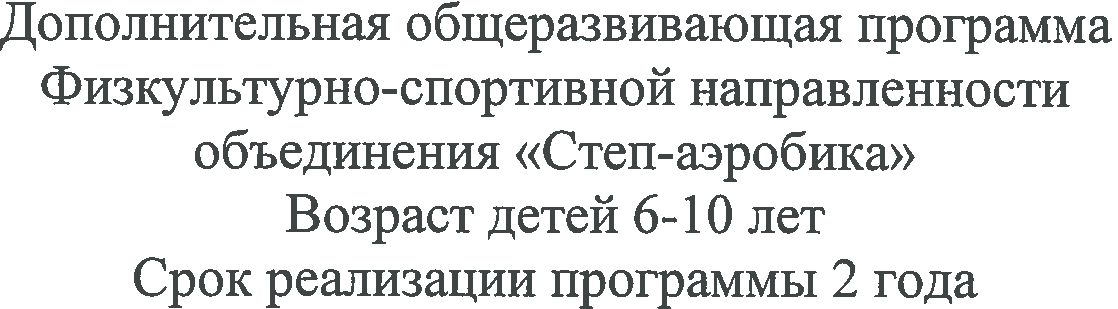 Дополнительная общеразвивающая программа
Физкультурно-спортивной направленности
объединения «Степ-аэробика»
Возраст детей 6-10 лет
Срок реализации программы 2 года